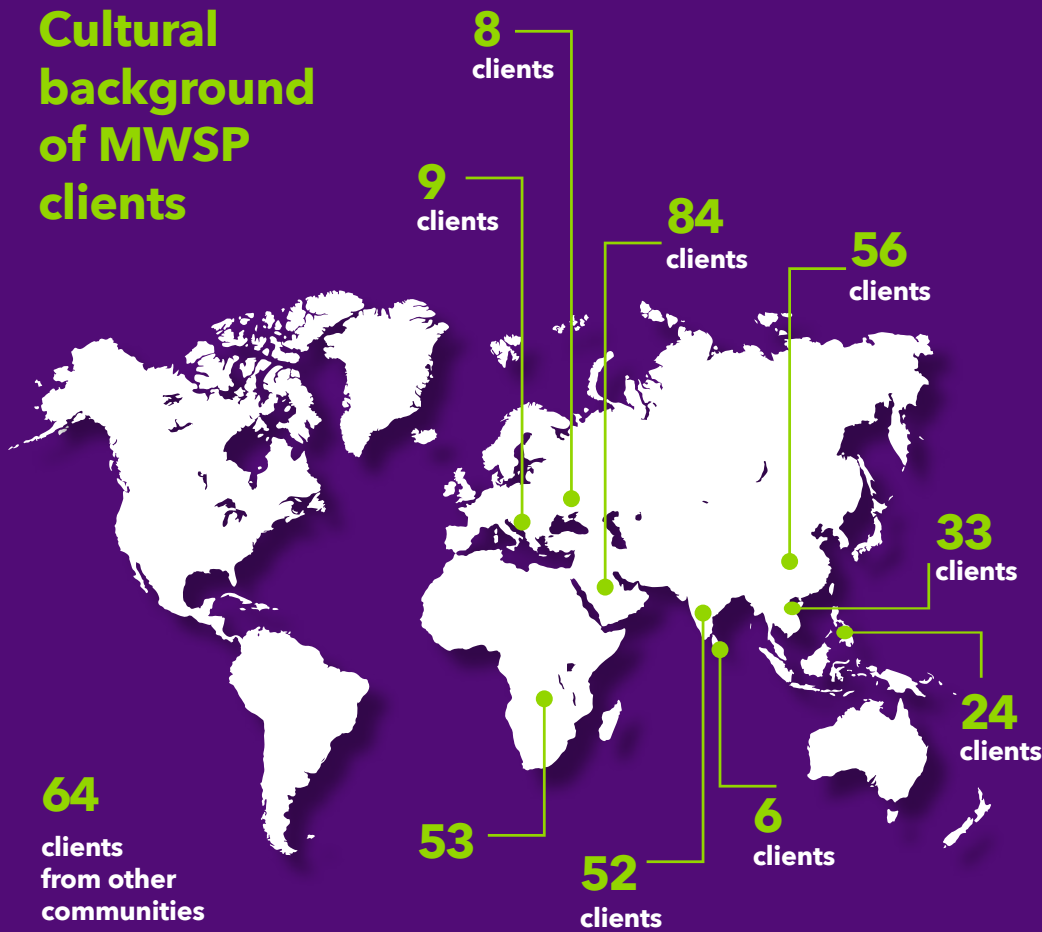 Cultural
background
of MWSP
clients
8
clients
9
clients
84
clients
56
clients
33
clients
24
clients
6
clients
52
clients
53
64
clients
from other
communities